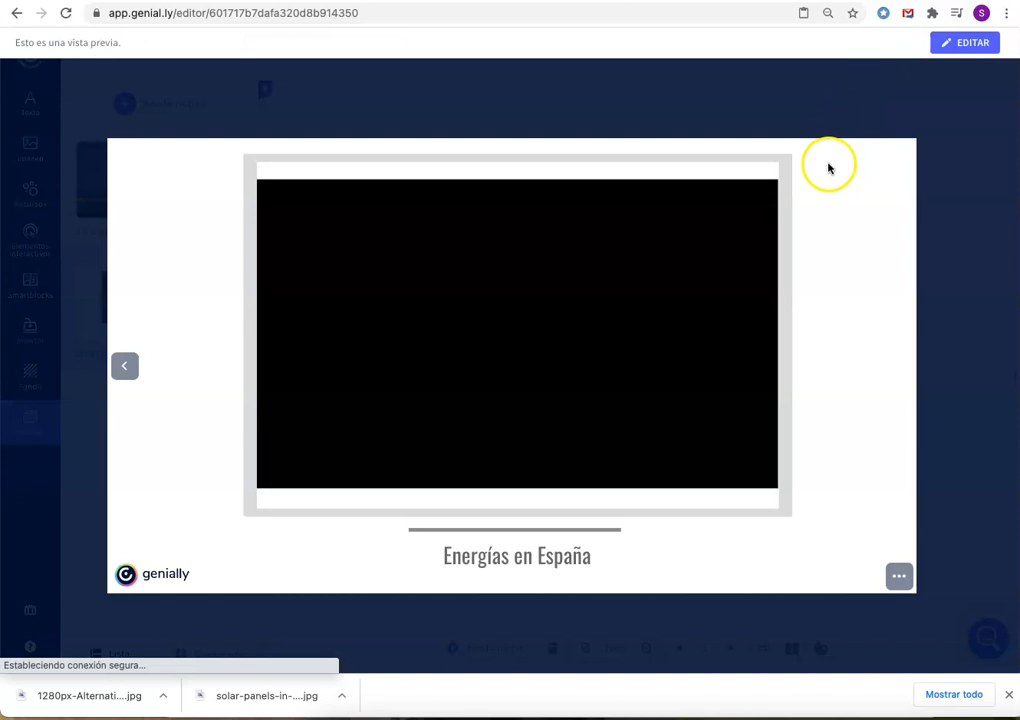 app.genial.ly/editor/601717b7dafa320d8b914350
S
Esto es una vista previa.
EDITAR
Energías en España
genially
Estableciendo conexión segura...
1280px-Alternati....jpg
solar-panels-in-....jpg
Mostrar todo